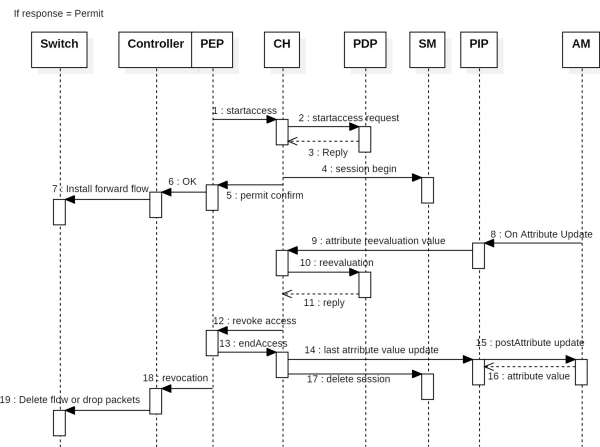 If response = Permit
Switch
Controller
PEP
CH
PDP
SM
PIP
AM
1 : startaccess
2 : startaccess request
3 : Reply
4 : session begin
5 : permit confirm
6 : OK
7 : Install forward flow
8 : On Attribute Update
9 : attribute reevaluation value
10 : reevaluation
11 : reply
12 : revoke access
13 : endAccess
14 : last atrribute value update
15 : postAttribute update
16 : attribute value
17 : delete session
18 : revocation
19 : Delete flow or drop packets